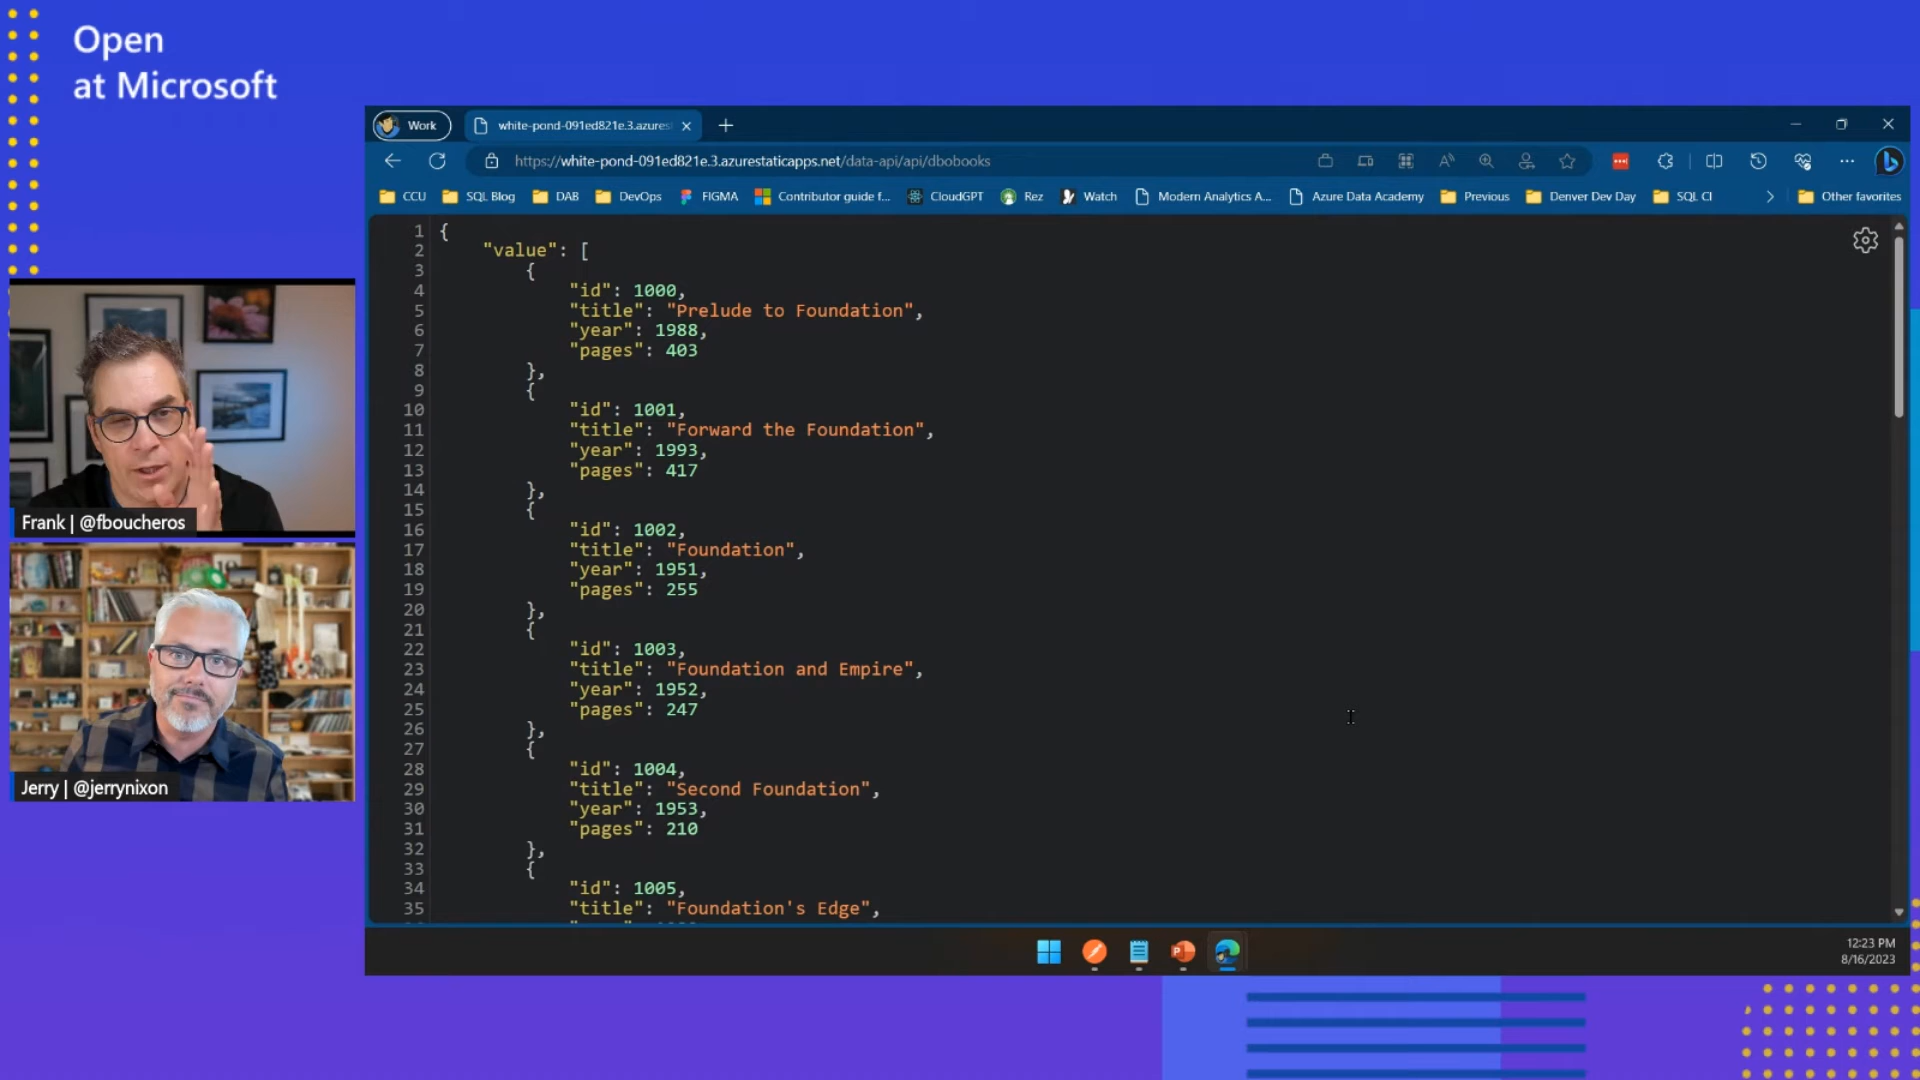 Open
at Microsoft
Work
white-pond-091ed821e.3.azures
https://white-pond-091ed821e.3.azurestaticapps.net/data-api/api/dbobooks
CCU
SQL Blog
DAB
DevOps
FIGMA
Contributor guide f...
CloudGPT
Rez
Watch
Modern Analytics A...
Azure Data Academy
Previous
Denver Dev Day
SQL CI
Other favorites
1 {
2 "value": [
3 {
4 "id": 1000,
5 "title": "Prelude to Foundation",
6 "year": 1988,
7 "pages": 403
8 },
9 {
10 "id": 1001,
11 "title": "Forward the Foundation",
12 "year": 1993,
13 "pages": 417
14 },
15 {
16 "id": 1002,
17 "title": "Foundation",
18 "year": 1951,
19 "pages": 255
20 },
21 {
22 "id": 1003,
23 "title": "Foundation and Empire",
24 "year": 1952,
25 "pages": 247
26 },
27 {
28 "id": 1004,
29 "title": "Second Foundation",
30 "year": 1953,
31 "pages": 210
32 },
33 {
34 "id": 1005,
35 "title": "Foundation's Edge",
Frank | @fboucheros
Jerry | @jerrynixon
12:23 PM
8/16/2023